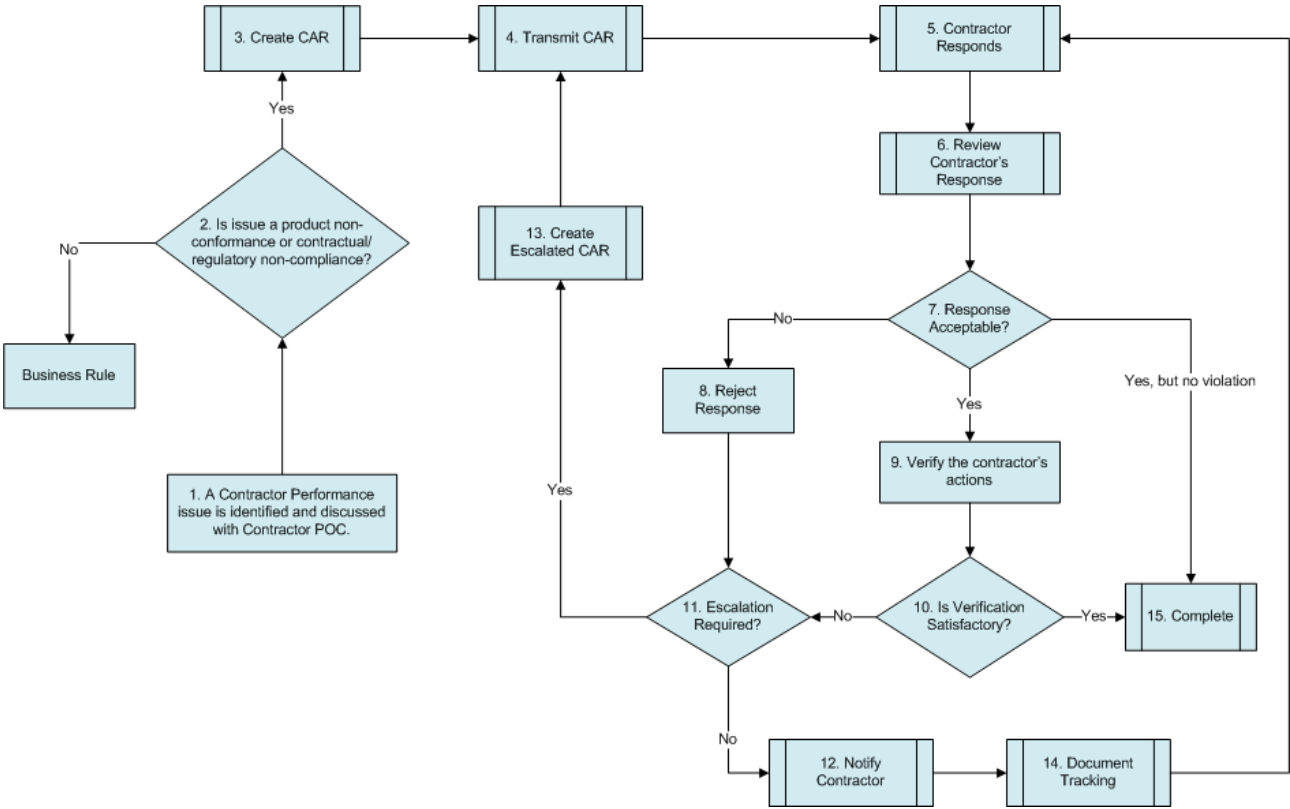 3. Create CAR
4. Transmit CAR
5. Contractor
Responds
Yes
6. Review
Contractor's
Response
2. Is issue a product non-
conformance or contractual/
regulatory non-compliance?
No
13. Create
Escalated CAR
7. Response
Acceptable?
No
Business Rule
Yes, but no violation
8. Reject
Response
Yes
9. Verify the contractor's
actions
1. A Contractor Performance
issue is identified and discussed
with Contractor POC.
Yes
11. Escalation
Required?
No
10. Is Verification
Satisfactory?
Yes
15. Complete
No
12. Notify
Contractor
14. Document
Tracking